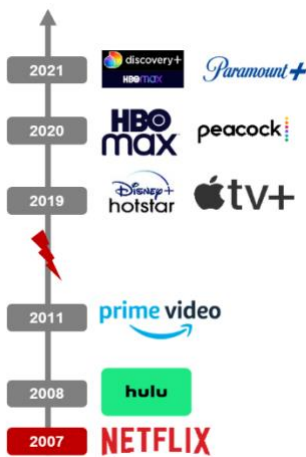 2021
discovery+
HBOmax
Paramount+
2020
HBO
max
peacock
2019
Disney+
hotstar
tv+
2011
prime video
2008
hulu
2007
NETFLIX